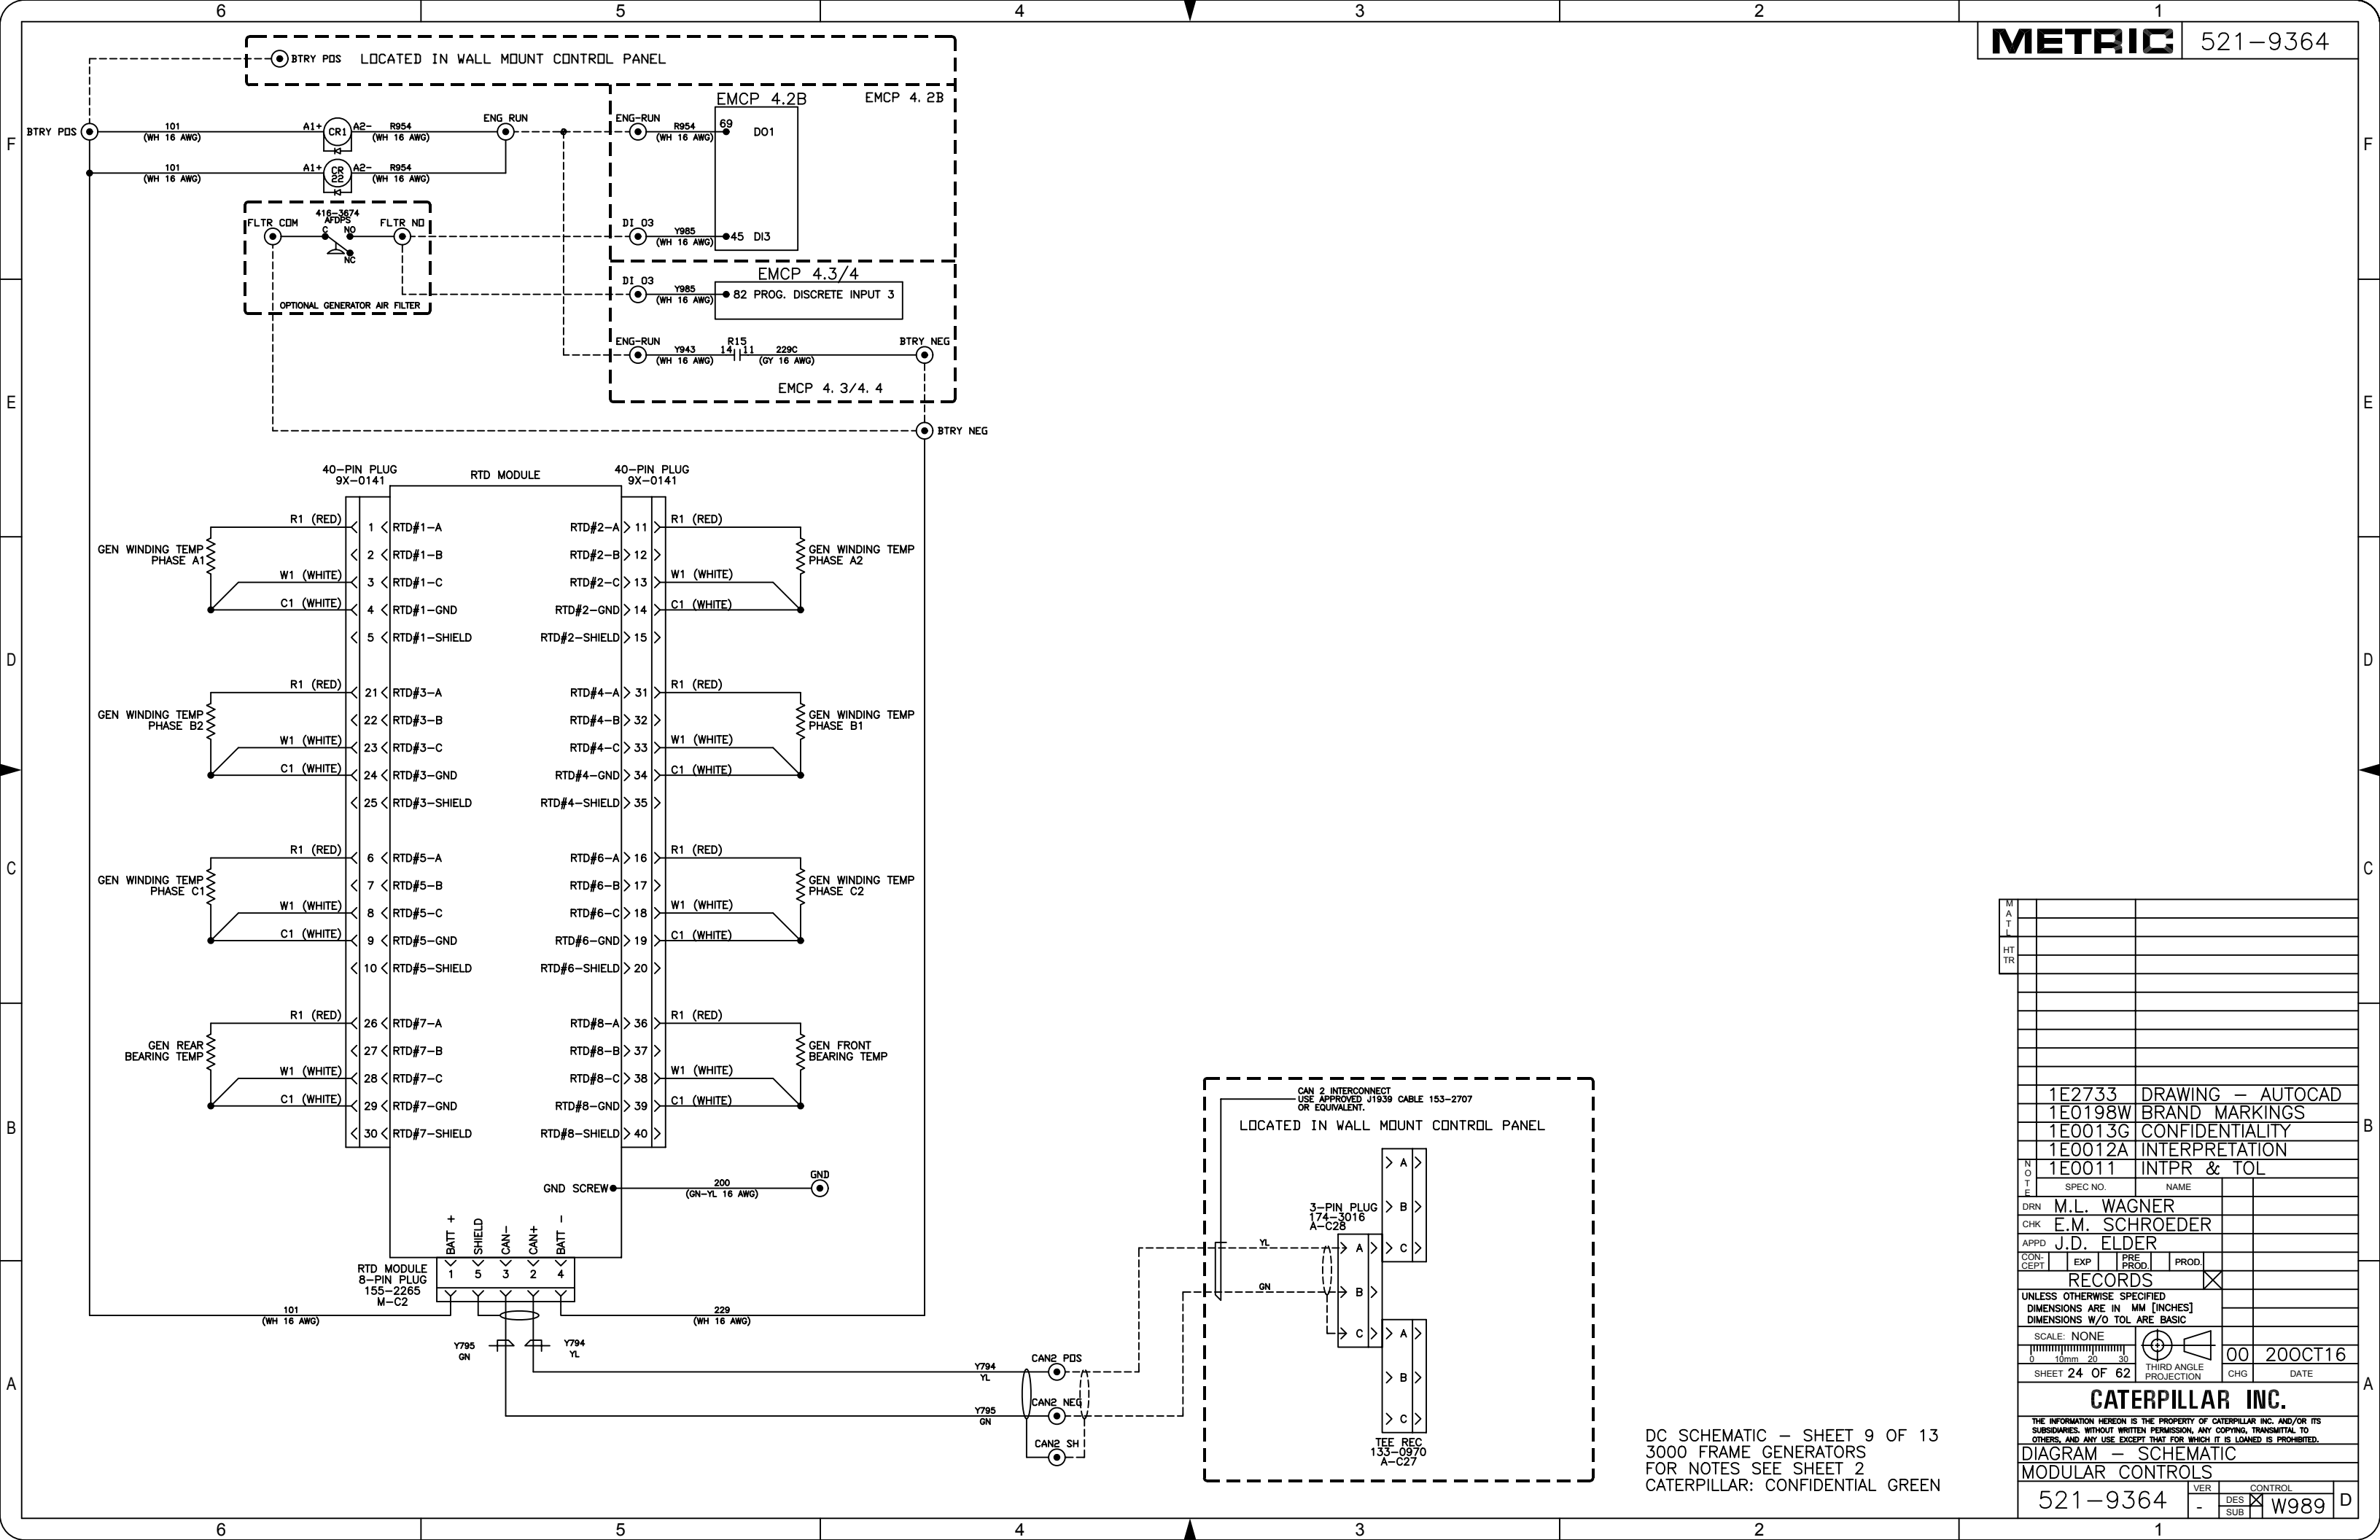 6 5 4 3 2 1
METRIC 521-9364
BTRY POS LOCATED IN WALL MOUNT CONTROL PANEL
EMCP 4.2B EMCP 4. 2B
BTRY POS 101 (WH 16 AWG) A1+ CR1 A2- R954 (WH 16 AWG) ENG RUN ENG-RUN R954 (WH 16 AWG) 69 DO1
101 (WH 16 AWG) A1+ CR 22 A2- R954 (WH 16 AWG)
FLTR COM 416-3674 AFDPS C NO NC FLTR NO DI 03 Y985 (WH 16 AWG) 45 DI3
OPTIONAL GENERATOR AIR FILTER
EMCP 4.3/4
DI 03 Y985 (WH 16 AWG) 82 PROG. DISCRETE INPUT 3
ENG-RUN Y943 (WH 16 AWG) R15 14 11 229C (GY 16 AWG) BTRY NEG
EMCP 4. 3/4. 4
BTRY NEG
40-PIN PLUG
9X-0141
RTD MODULE
40-PIN PLUG
9X-0141
R1 (RED) 1 RTD#1-A RTD#2-A 11 R1 (RED)
GEN WINDING TEMP
PHASE A1
2 RTD#1-B RTD#2-B 12
GEN WINDING TEMP
PHASE A2
W1 (WHITE) 3 RTD#1-C RTD#2-C 13 W1 (WHITE)
C1 (WHITE) 4 RTD#1-GND RTD#2-GND 14 C1 (WHITE)
5 RTD#1-SHIELD RTD#2-SHIELD 15
R1 (RED) 21 RTD#3-A RTD#4-A 31 R1 (RED)
GEN WINDING TEMP
PHASE B2
22 RTD#3-B RTD#4-B 32
GEN WINDING TEMP
PHASE B1
W1 (WHITE) 23 RTD#3-C RTD#4-C 33 W1 (WHITE)
C1 (WHITE) 24 RTD#3-GND RTD#4-GND 34 C1 (WHITE)
25 RTD#3-SHIELD RTD#4-SHIELD 35
R1 (RED) 6 RTD#5-A RTD#6-A 16 R1 (RED)
GEN WINDING TEMP
PHASE C1
7 RTD#5-B RTD#6-B 17
GEN WINDING TEMP
PHASE C2
W1 (WHITE) 8 RTD#5-C RTD#6-C 18 W1 (WHITE)
C1 (WHITE) 9 RTD#5-GND RTD#6-GND 19 C1 (WHITE)
10 RTD#5-SHIELD RTD#6-SHIELD 20
R1 (RED) 26 RTD#7-A RTD#8-A 36 R1 (RED)
GEN REAR
BEARING TEMP
27 RTD#7-B RTD#8-B 37
GEN FRONT
BEARING TEMP
W1 (WHITE) 28 RTD#7-C RTD#8-C 38 W1 (WHITE)
C1 (WHITE) 29 RTD#7-GND RTD#8-GND 39 C1 (WHITE)
30 RTD#7-SHIELD RTD#8-SHIELD 40
GND SCREW 200 (GN-YL 16 AWG) GND
BATT + SHIELD CAN- CAN+ BATT -
1 5 3 2 4
RTD MODULE
8-PIN PLUG
155-2265
M-C2
101
(WH 16 AWG)
229
(WH 16 AWG)
Y795
GN
Y794
YL
Y794
YL
CAN2 POS
Y795
GN
CAN2 NEG
CAN2 SH
CAN 2 INTERCONNECT
USE APPROVED J1939 CABLE 153-2707
OR EQUIVALENT.
LOCATED IN WALL MOUNT CONTROL PANEL
A
B
C
3-PIN PLUG
174-3016
A-C28
YL A
GN B
C
A
B
C
TEE REC
133-0970
A-C27
DC SCHEMATIC - SHEET 9 OF 13
3000 FRAME GENERATORS
FOR NOTES SEE SHEET 2
CATERPILLAR: CONFIDENTIAL GREEN
MATL
HT TR
1E2733 DRAWING - AUTOCAD
1E0198W BRAND MARKINGS
1E0013G CONFIDENTIALITY
1E0012A INTERPRETATION
1E0011 INTPR & TOL
NOTE SPEC NO. NAME
DRN M.L. WAGNER
CHK E.M. SCHROEDER
APPD J.D. ELDER
CON-CEPT EXP PRE PROD. PROD.
RECORDS
UNLESS OTHERWISE SPECIFIED
DIMENSIONS ARE IN MM [INCHES]
DIMENSIONS W/O TOL ARE BASIC
SCALE: NONE
0 10mm 20 30
THIRD ANGLE PROJECTION
00 20OCT16
SHEET 24 OF 62 CHG DATE
CATERPILLAR INC.
THE INFORMATION HEREON IS THE PROPERTY OF CATERPILLAR INC. AND/OR ITS
SUBSIDIARIES. WITHOUT WRITTEN PERMISSION, ANY COPYING, TRANSMITTAL TO
OTHERS, AND ANY USE EXCEPT THAT FOR WHICH IT IS LOANED IS PROHIBITED.
DIAGRAM - SCHEMATIC
MODULAR CONTROLS
521-9364 VER - DES SUB CONTROL W989 D
F E D C B A
F E D C B A
6 5 4 3 2 1